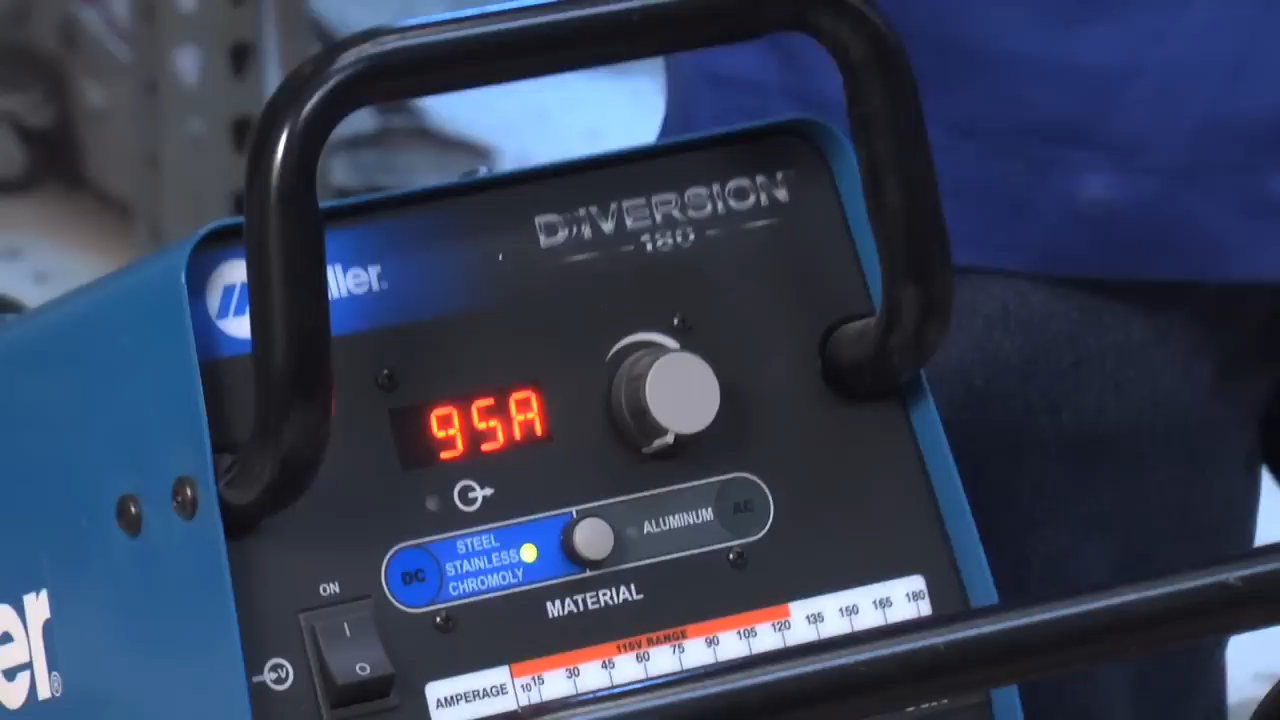 DIVERSION
180
ller.
95A
STEEL
STAINLESS
CHROMOLY
DC
ALUMINUM
AC
MATERIAL
ON
I
O
V
115V RANGE
AMPERAGE 10 15 30 45 60 75 90 105 120 135 150 165 180
er®